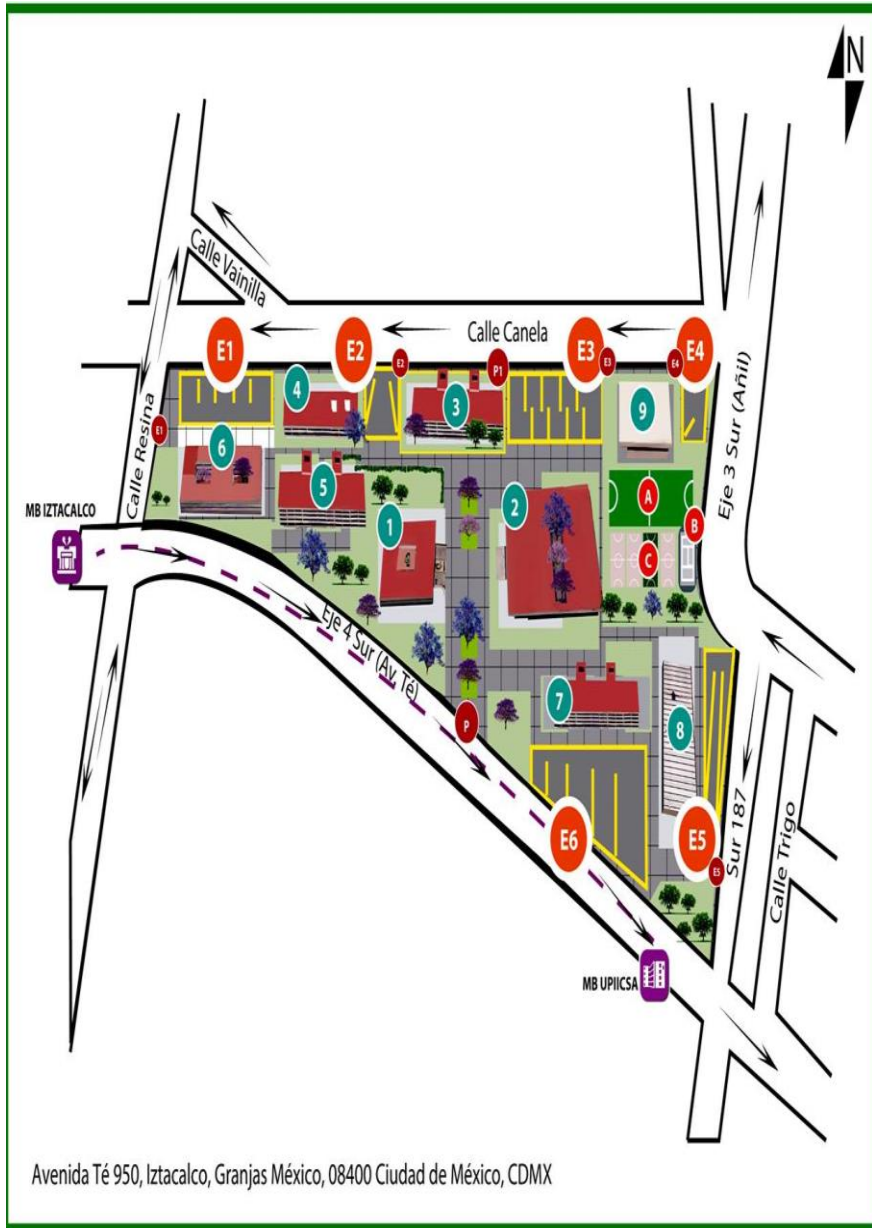 N
Calle Vainilla
Calle Canela
E1
E2
E3
E4
E2
P1
E3
E4
4
3
9
Eje 3 Sur (Añil)
Calle Resina
E1
6
5
2
A
MB IZTACALCO
1
B
C
Eje 4 Sur (Av. Té)
7
P
8
E6
E5
E5
Sur 187
Calle Trigo
MB UPIICSA
Avenida Té 950, Iztacalco, Granjas México, 08400 Ciudad de México, CDMX